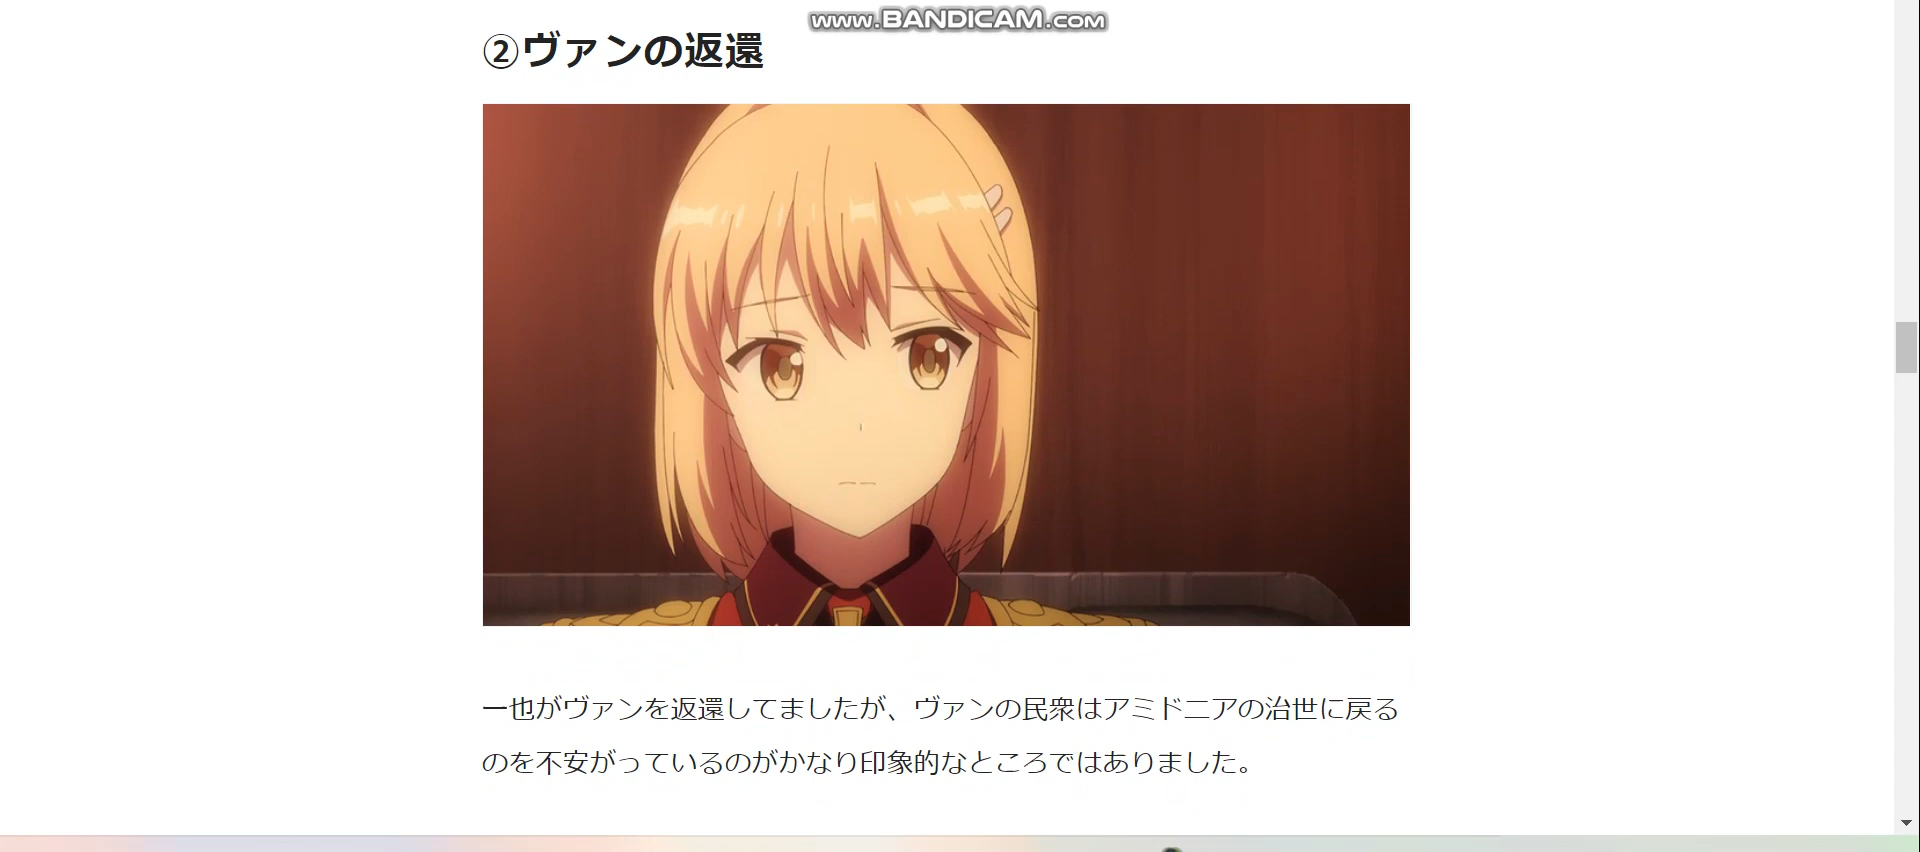 www.BANDICAM.com
②ヴァンの返還
一也がヴァンを返還してましたが、ヴァンの民衆はアミドニアの治世に戻る
のを不安がっているのがかなり印象的なところではありました。